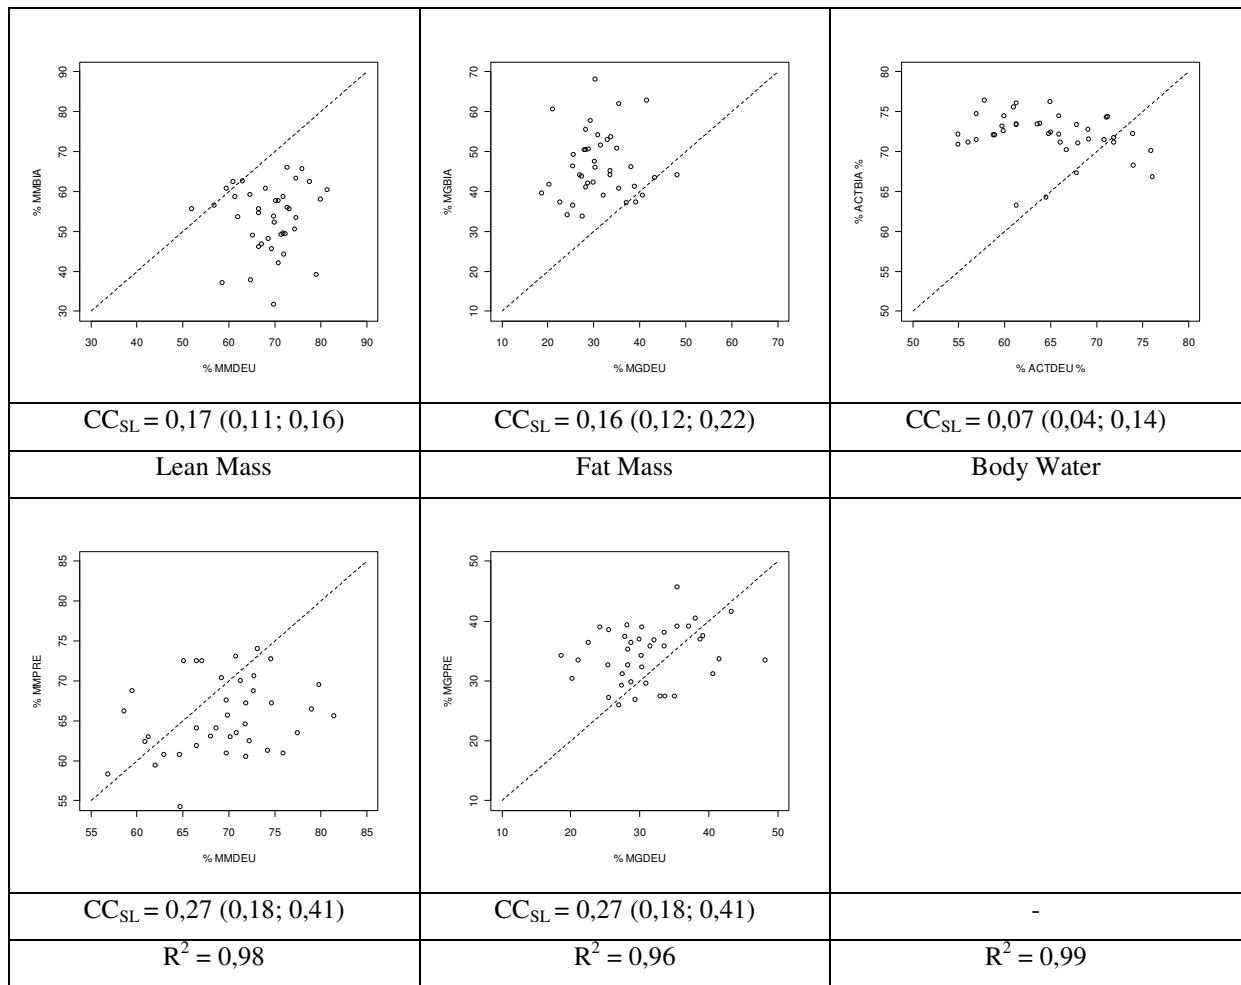 90
80
70
60
50
40
30
% MMBIA
30 40 50 60 70 80 90
% MMDEU
70
60
50
40
30
20
10
% MGBIA
10 20 30 40 50 60 70
% MGDEU
80
75
70
65
60
55
50
% ACTBIA %
50 55 60 65 70 75 80
% ACTDEU %
CC_SL = 0,17 (0,11; 0,16) CC_SL = 0,16 (0,12; 0,22) CC_SL = 0,07 (0,04; 0,14)
Lean Mass Fat Mass Body Water
85
80
75
70
65
60
55
% MMPRE
55 60 65 70 75 80 85
% MMDEU
50
40
30
20
10
% MGPRE
10 20 30 40 50
% MGDEU
CC_SL = 0,27 (0,18; 0,41) CC_SL = 0,27 (0,18; 0,41) -
R² = 0,98 R² = 0,96 R² = 0,99